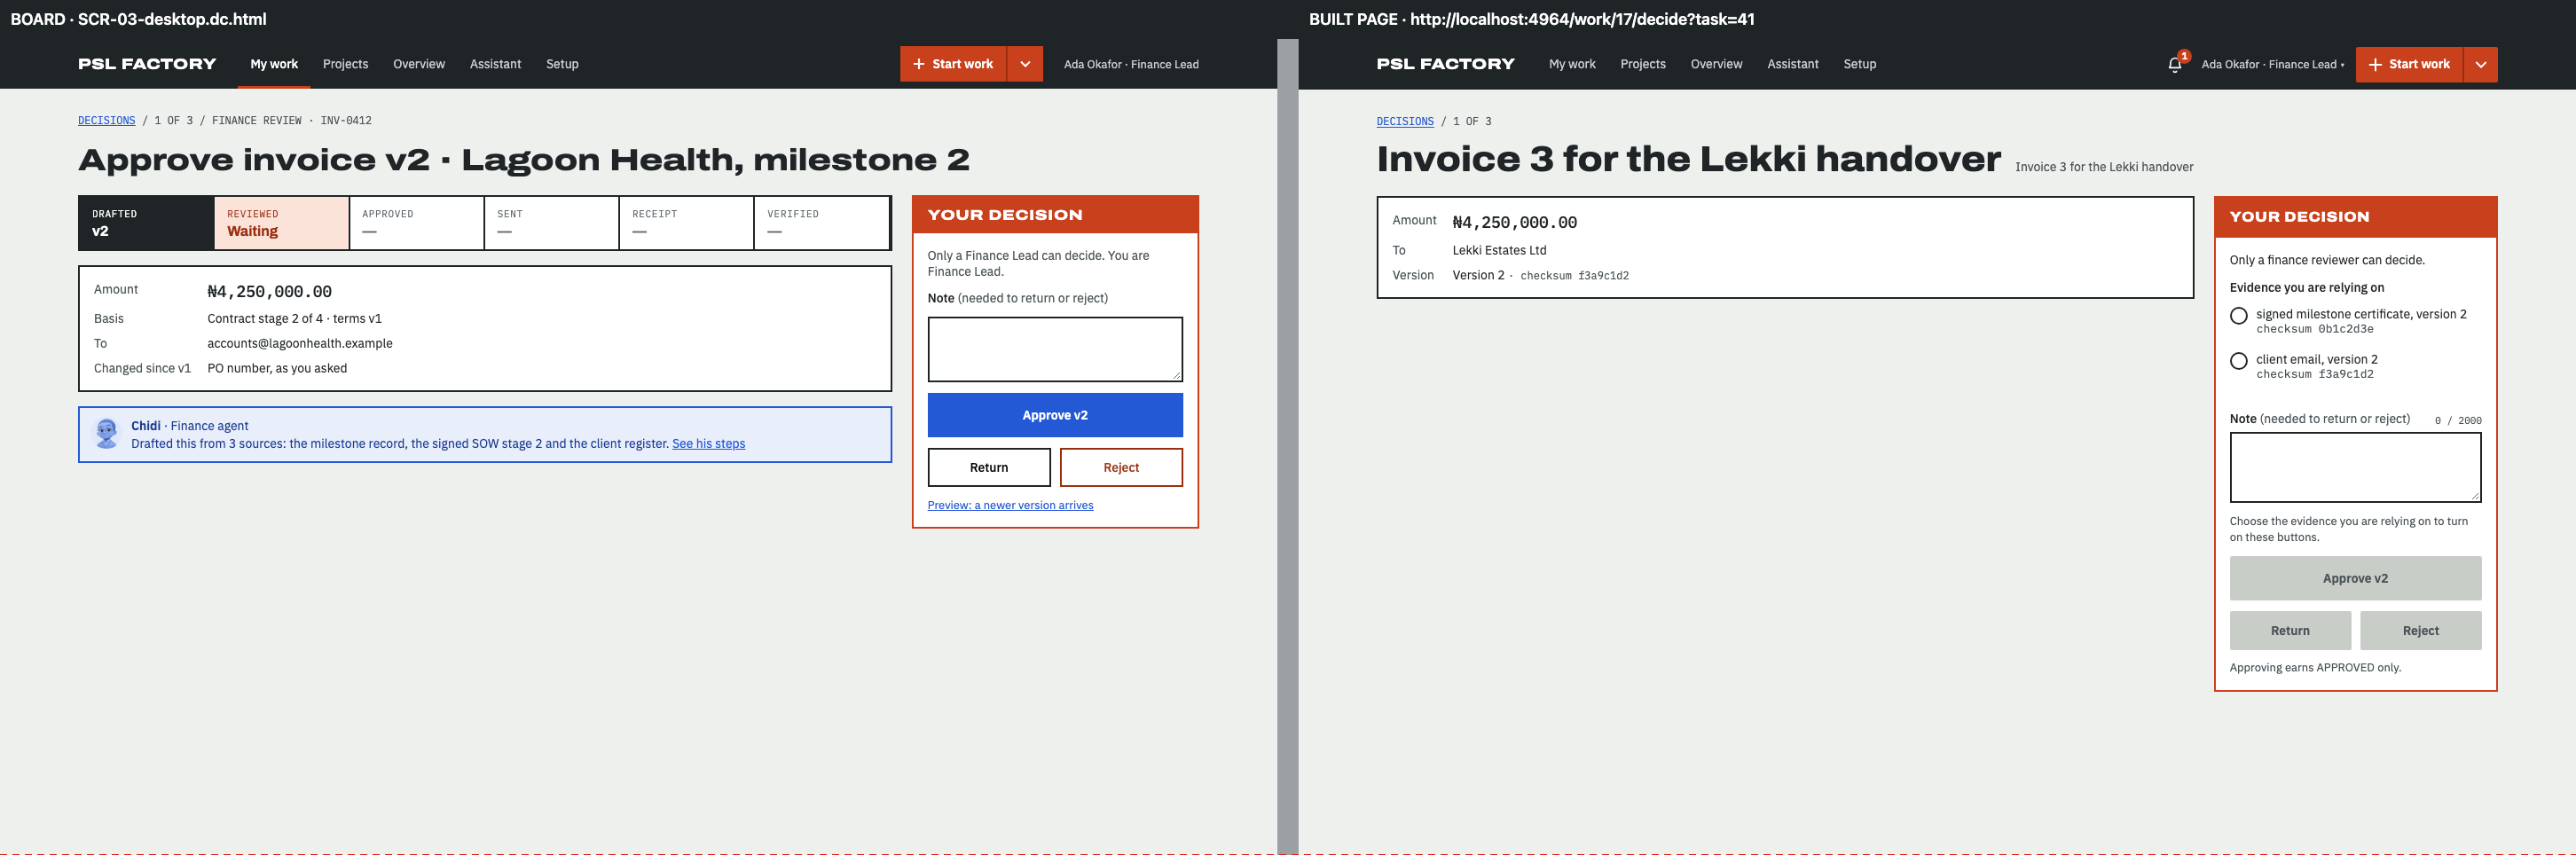 BOARD · SCR-03-desktop.dc.html
PSL FACTORY My work Projects Overview Assistant Setup + Start work Ada Okafor · Finance Lead
DECISIONS / 1 OF 3 / FINANCE REVIEW · INV-0412
Approve invoice v2 · Lagoon Health, milestone 2
DRAFTED REVIEWED APPROVED SENT RECEIPT VERIFIED
v2 Waiting — — — —
Amount ₦4,250,000.00
Basis Contract stage 2 of 4 · terms v1
To accounts@lagoonhealth.example
Changed since v1 PO number, as you asked
Chidi · Finance agent
Drafted this from 3 sources: the milestone record, the signed SOW stage 2 and the client register. See his steps
YOUR DECISION
Only a Finance Lead can decide. You are
Finance Lead.
Note (needed to return or reject)
Approve v2
Return Reject
Preview: a newer version arrives
BUILT PAGE · http://localhost:4964/work/17/decide?task=41
PSL FACTORY My work Projects Overview Assistant Setup 1 Ada Okafor · Finance Lead ▾ + Start work
DECISIONS / 1 OF 3
Invoice 3 for the Lekki handover Invoice 3 for the Lekki handover
Amount ₦4,250,000.00
To Lekki Estates Ltd
Version Version 2 · checksum f3a9c1d2
YOUR DECISION
Only a finance reviewer can decide.
Evidence you are relying on
signed milestone certificate, version 2
checksum 0b1c2d3e
client email, version 2
checksum f3a9c1d2
Note (needed to return or reject) 0 / 2000
Choose the evidence you are relying on to turn
on these buttons.
Approve v2
Return Reject
Approving earns APPROVED only.